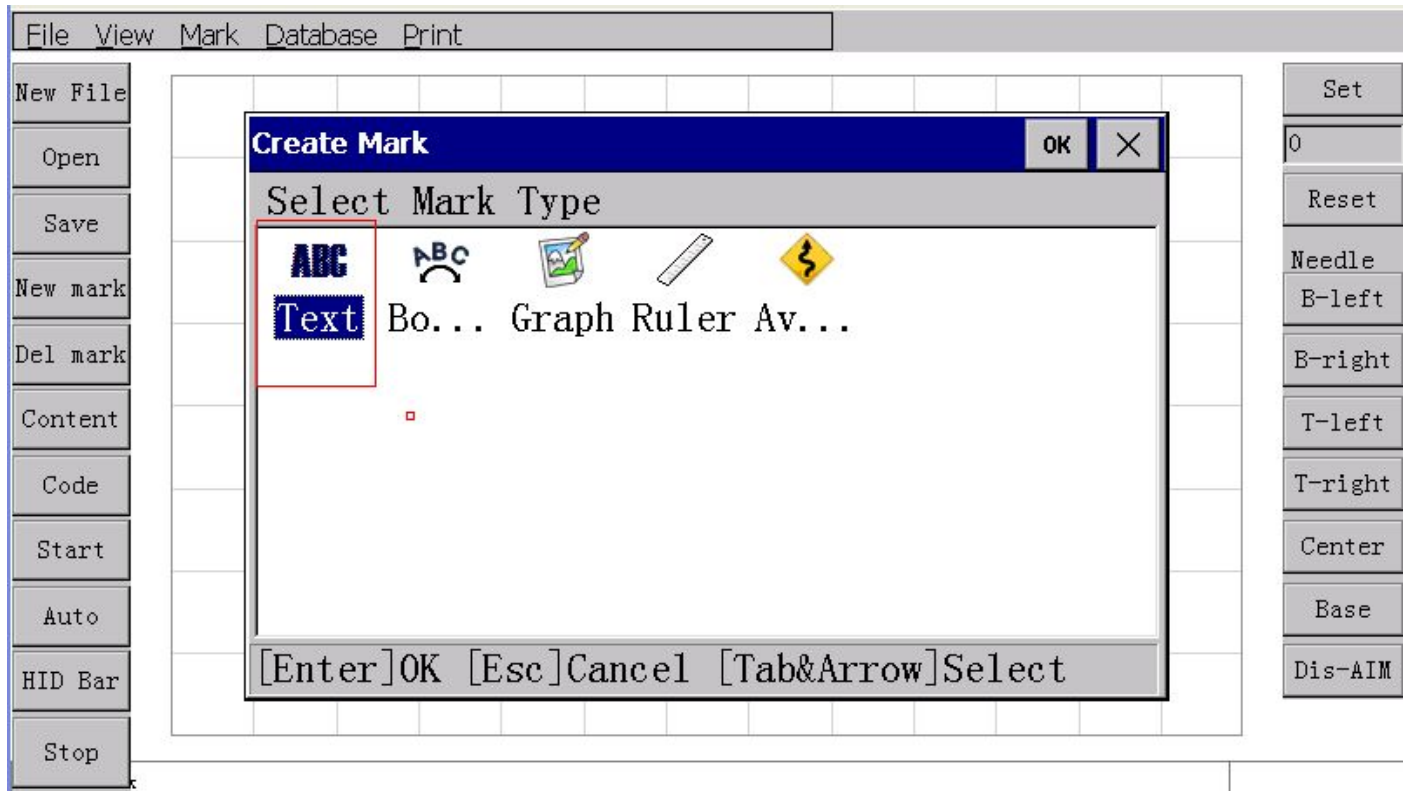 File View Mark Database Print
New File
Open
Save
New mark
Del mark
Content
Code
Start
Auto
HID Bar
Stop
Create Mark OK
Select Mark Type
ABC ABC
Text Bo... Graph Ruler Av...
[Enter]OK [Esc]Cancel [Tab&Arrow]Select
Set
0
Reset
Needle
B-left
B-right
T-left
T-right
Center
Base
Dis-AIM